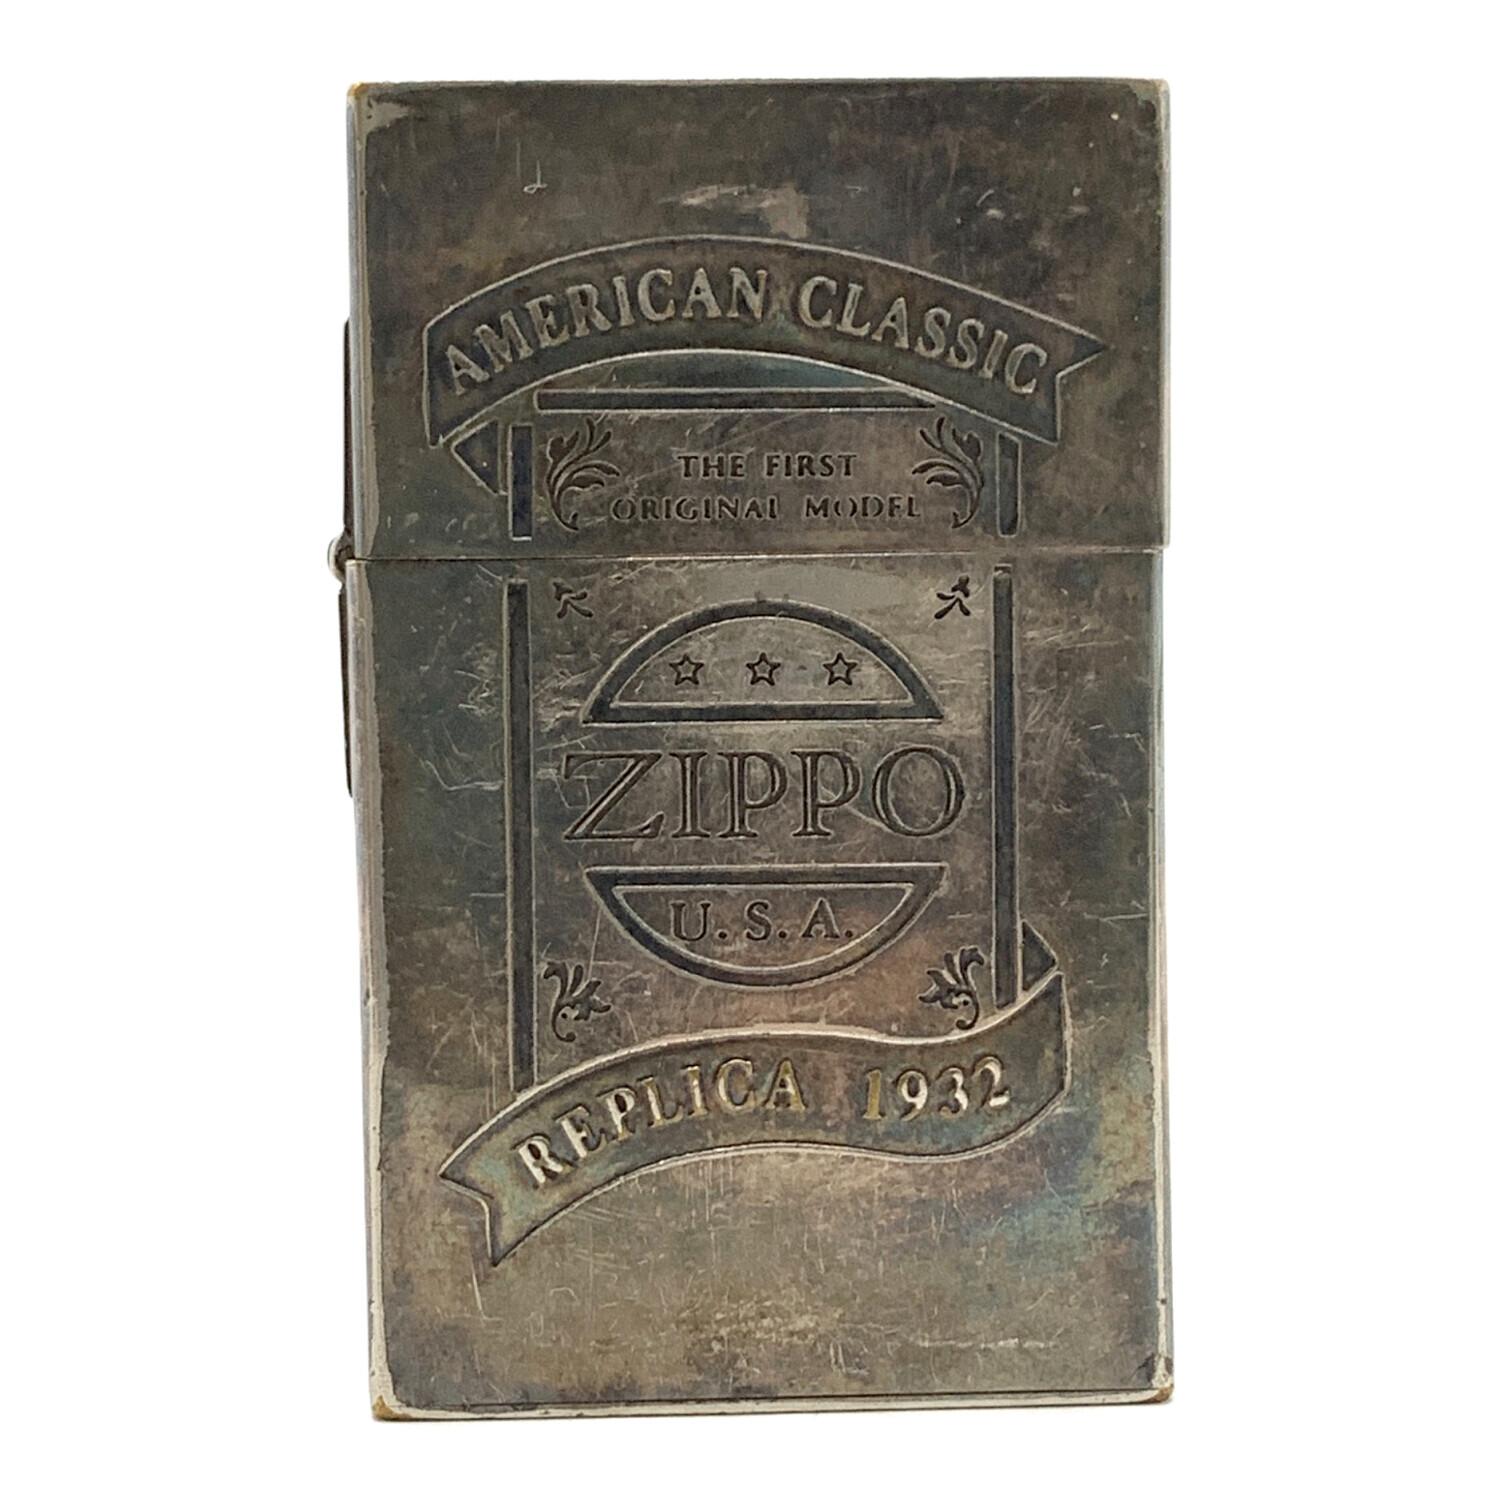 AMERICAN CLASSIC
THE FIRST
ORIGINAL MODEL
ZIPPO
U.S.A.
REPLICA 1932